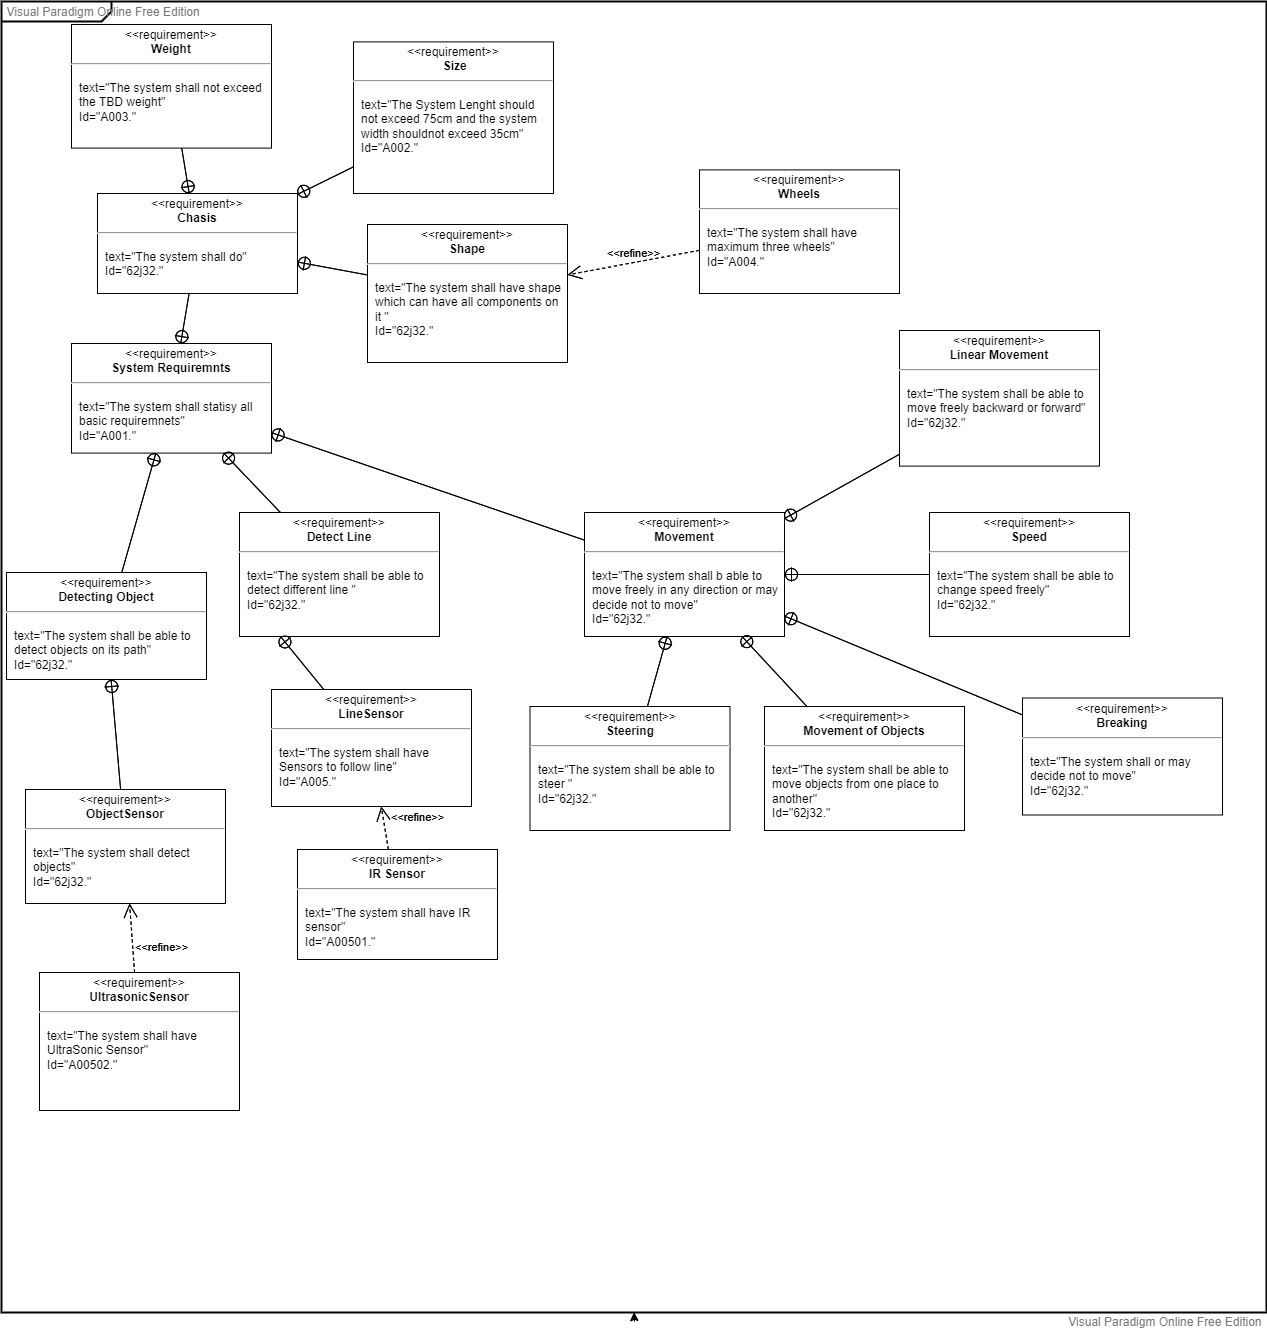 Visual Paradigm Online Free Edition
<<requirement>>
Weight
text="The system shall not exceed
the TBD weight"
Id="A003."
<<requirement>>
Size
text="The System Lenght should
not exceed 75cm and the system
width shouldnot exceed 35cm"
Id="A002."
<<requirement>>
Wheels
text="The system shall have
maximum three wheels"
Id="A004."
<<requirement>>
Chasis
text="The system shall do"
Id="62j32."
<<requirement>>
Shape
text="The system shall have shape
which can have all components on
it "
Id="62j32."
<<refine>>
<<requirement>>
System Requiremnts
text="The system shall statisy all
basic requiremnets"
Id="A001."
<<requirement>>
Linear Movement
text="The system shall be able to
move freely backward or forward"
Id="62j32."
<<requirement>>
Detect Line
text="The system shall be able to
detect different line "
Id="62j32."
<<requirement>>
Movement
text="The system shall b able to
move freely in any direction or may
decide not to move"
Id="62j32."
<<requirement>>
Speed
text="The system shall be able to
change speed freely"
Id="62j32."
<<requirement>>
Detecting Object
text="The system shall be able to
detect objects on its path"
Id="62j32."
<<requirement>>
LineSensor
text="The system shall have
Sensors to follow line"
Id="A005."
<<requirement>>
Steering
text="The system shall be able to
steer "
Id="62j32."
<<requirement>>
Movement of Objects
text="The system shall be able to
move objects from one place to
another"
Id="62j32."
<<requirement>>
Breaking
text="The system shall or may
decide not to move"
Id="62j32."
<<requirement>>
ObjectSensor
text="The system shall detect
objects"
Id="62j32."
<<refine>>
<<requirement>>
IR Sensor
text="The system shall have IR
sensor"
Id="A00501."
<<refine>>
<<requirement>>
UltrasonicSensor
text="The system shall have
UltraSonic Sensor"
Id="A00502."
Visual Paradigm Online Free Edition